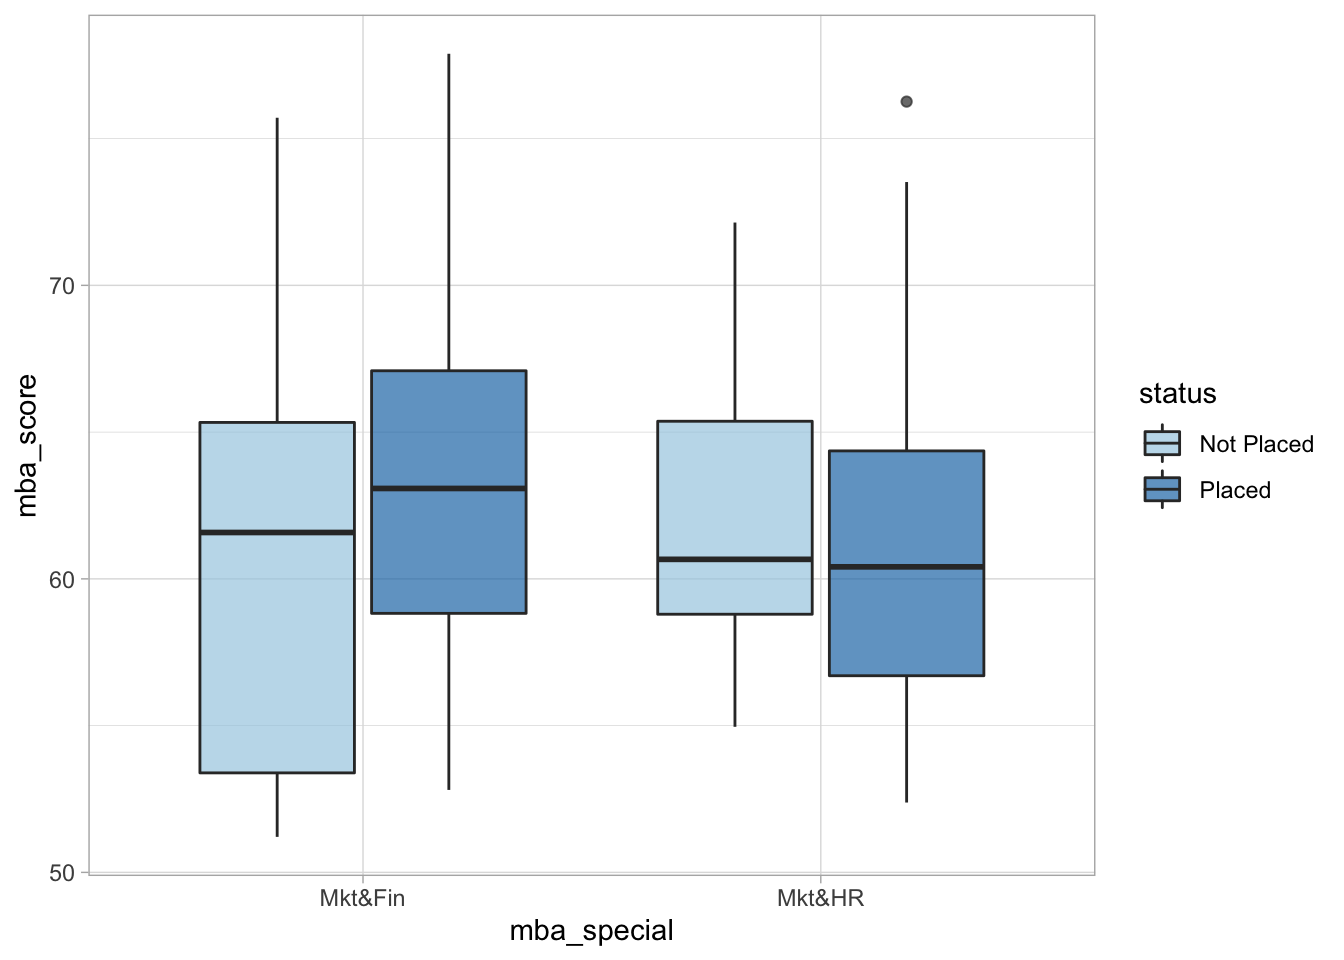 mba_score
70
60
50
Mkt&Fin
Mkt&HR
mba_special
status
Not Placed
Placed